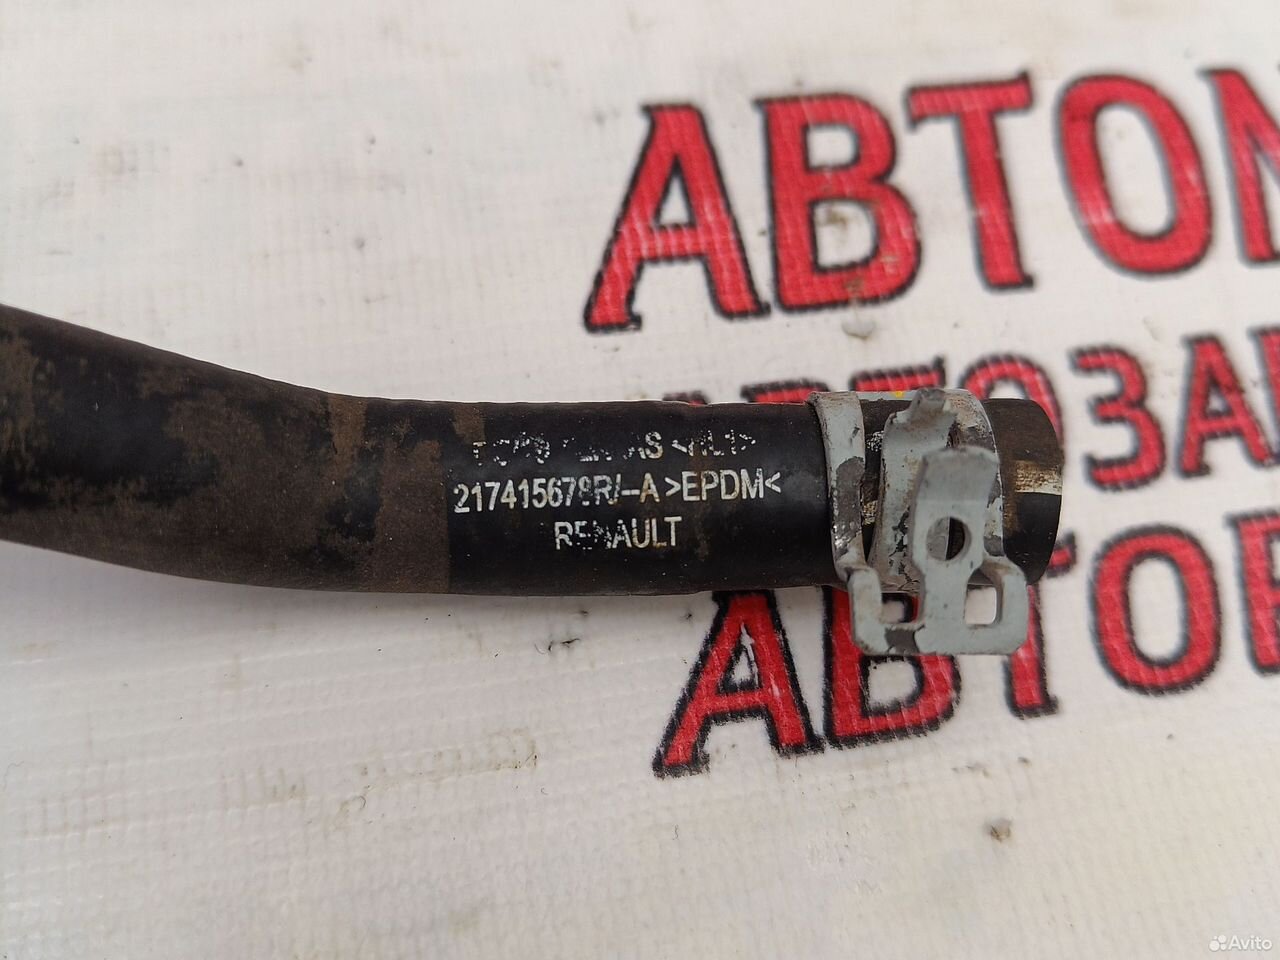 АВТОМ
АВТОЗА
217415678R/--A >EPDM<
RENAULT
АВТОР
Avito